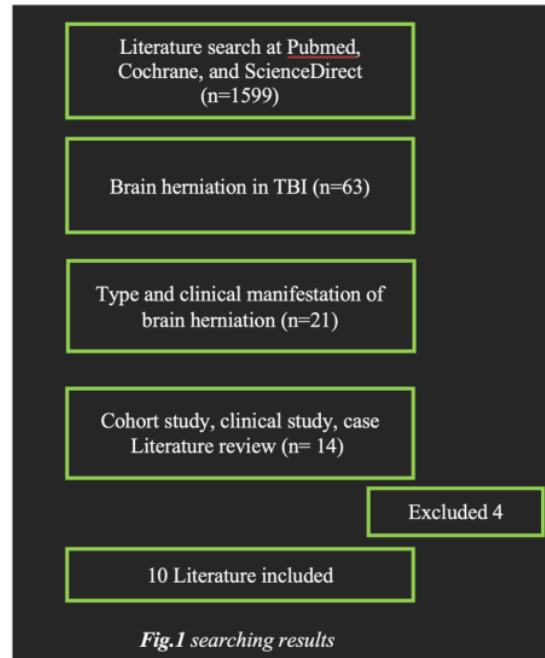 Literature search at Pubmed,
Cochrane, and ScienceDirect
(n=1599)
Brain herniation in TBI (n=63)
Type and clinical manifestation of
brain herniation (n=21)
Cohort study, clinical study, case
Literature review (n= 14)
Excluded 4
10 Literature included
Fig.1 searching results